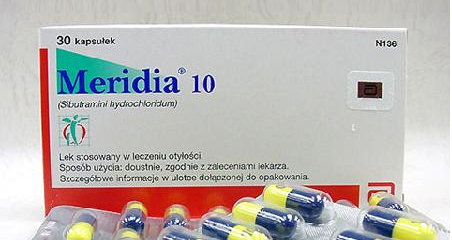 30 kapsułek
N136
Meridia® 10
(Sibutramini hydrochloridum)
Lek stosowany w leczeniu otyłości.
Sposób użycia: doustnie, zgodnie z zaleceniami lekarza.
Szczegółowe informacje w ulotce dołączonej do opakowania.